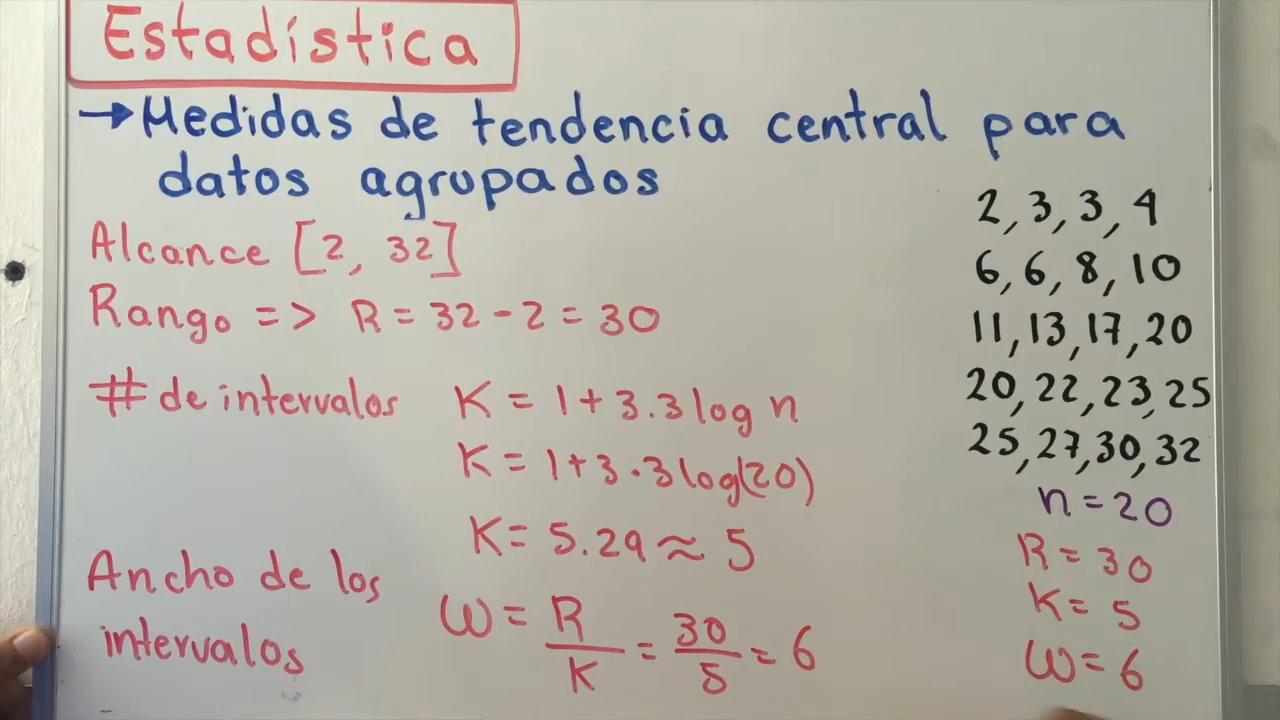 Estadística
→ Medidas de tendencia central para
datos agrupados
Alcance [2, 32]
Rango => R = 32 - 2 = 30
# de intervalos K = 1 + 3.3 log n
K = 1 + 3.3 log(20)
K = 5.29 ≈ 5
Ancho de los
intervalos W = R/K = 30/5 = 6
2, 3, 3, 4
6, 6, 8, 10
11, 13, 17, 20
20, 22, 23, 25
25, 27, 30, 32
n = 20
R = 30
K = 5
W = 6